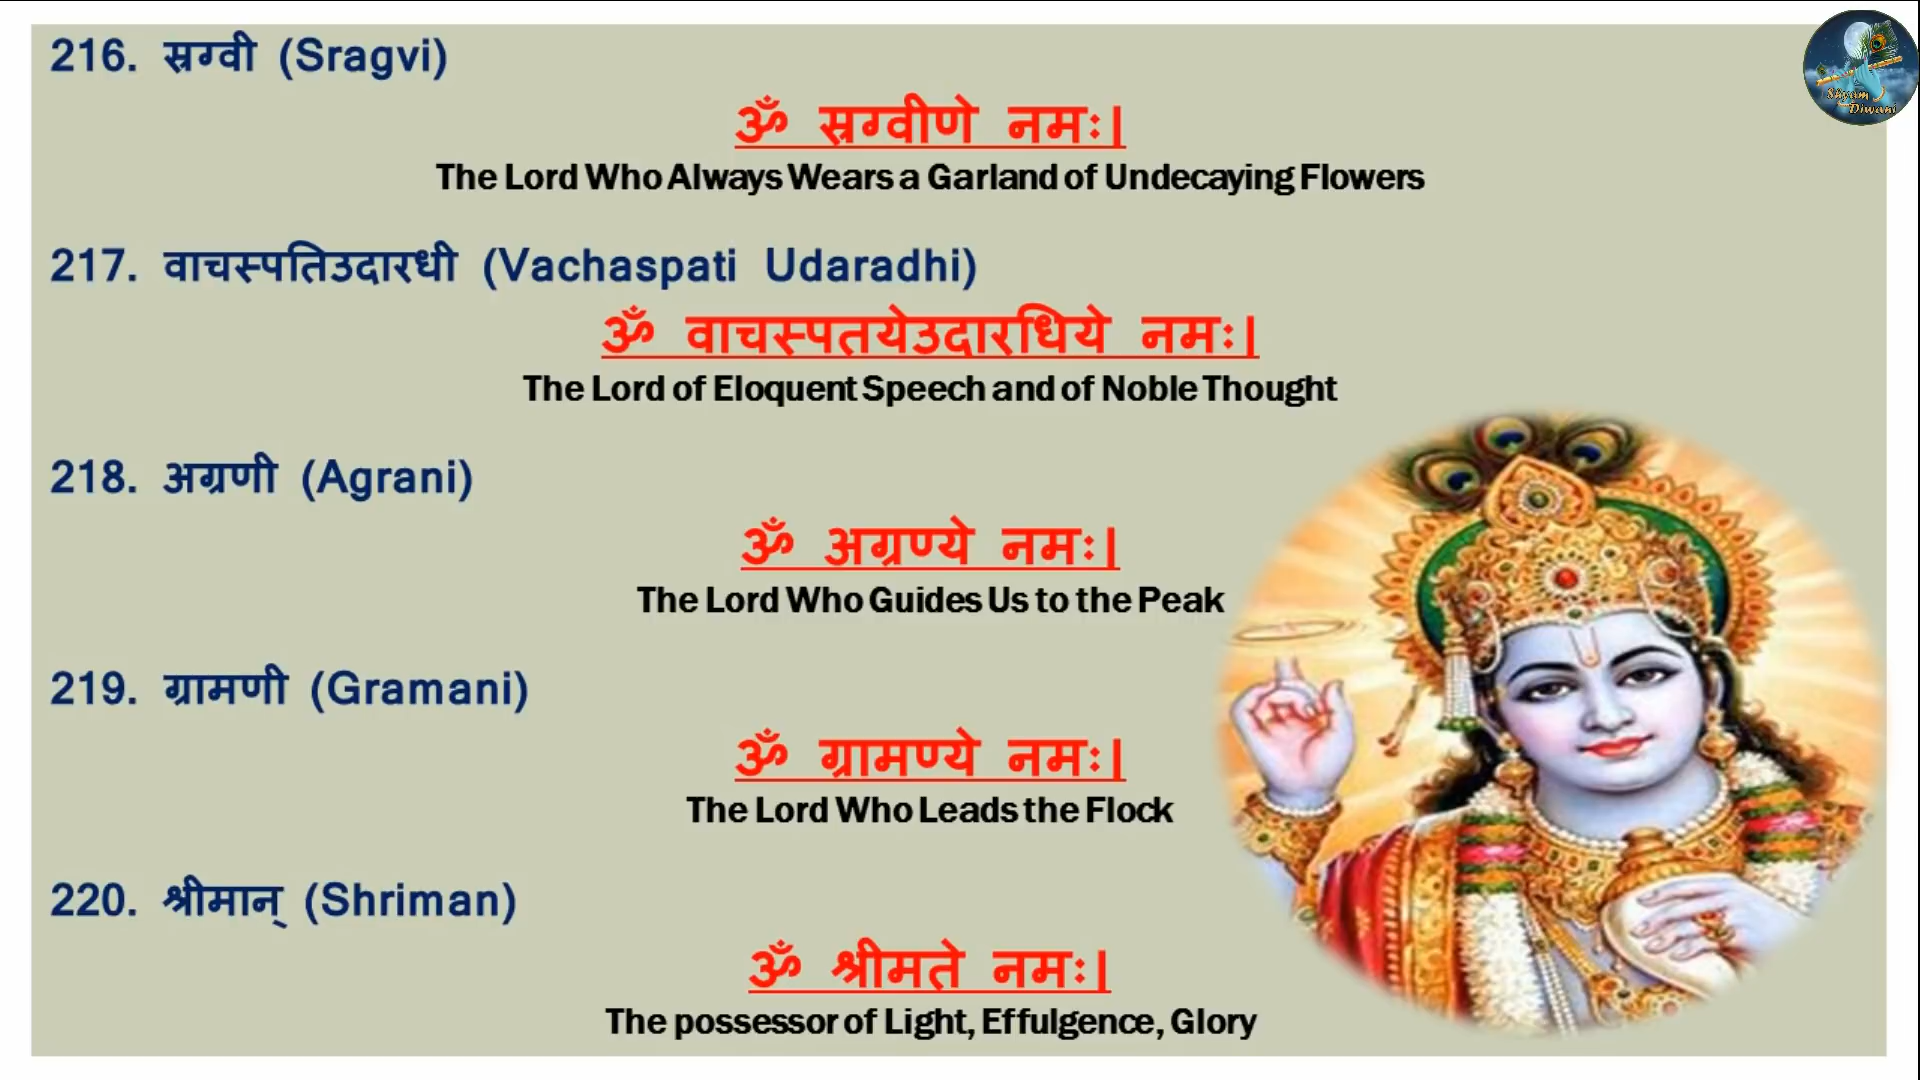 216. स्रग्वी (Sragvi)
ॐ स्रग्वीणे नमः|
The Lord Who Always Wears a Garland of Undecaying Flowers
217. वाचस्पतिउदारधी (Vachaspati Udaradhi)
ॐ वाचस्पतयेउदारधिये नमः|
The Lord of Eloquent Speech and of Noble Thought
218. अग्रणी (Agrani)
ॐ अग्रण्ये नमः|
The Lord Who Guides Us to the Peak
219. ग्रामणी (Gramani)
ॐ ग्रामण्ये नमः|
The Lord Who Leads the Flock
220. श्रीमान् (Shriman)
ॐ श्रीमते नमः|
The possessor of Light, Effulgence, Glory
Shyam
Diwani